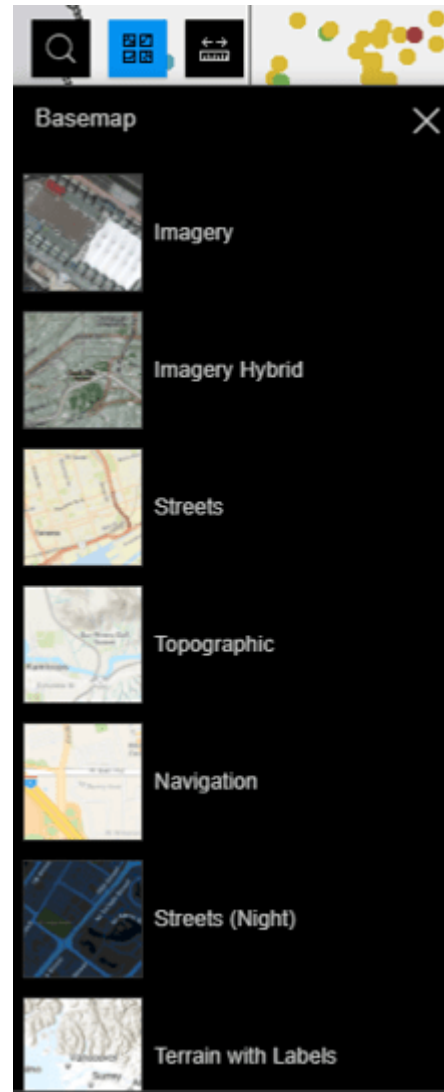 Basemap
Imagery
Imagery Hybrid
Streets
Topographic
Navigation
Streets (Night)
Terrain with Labels